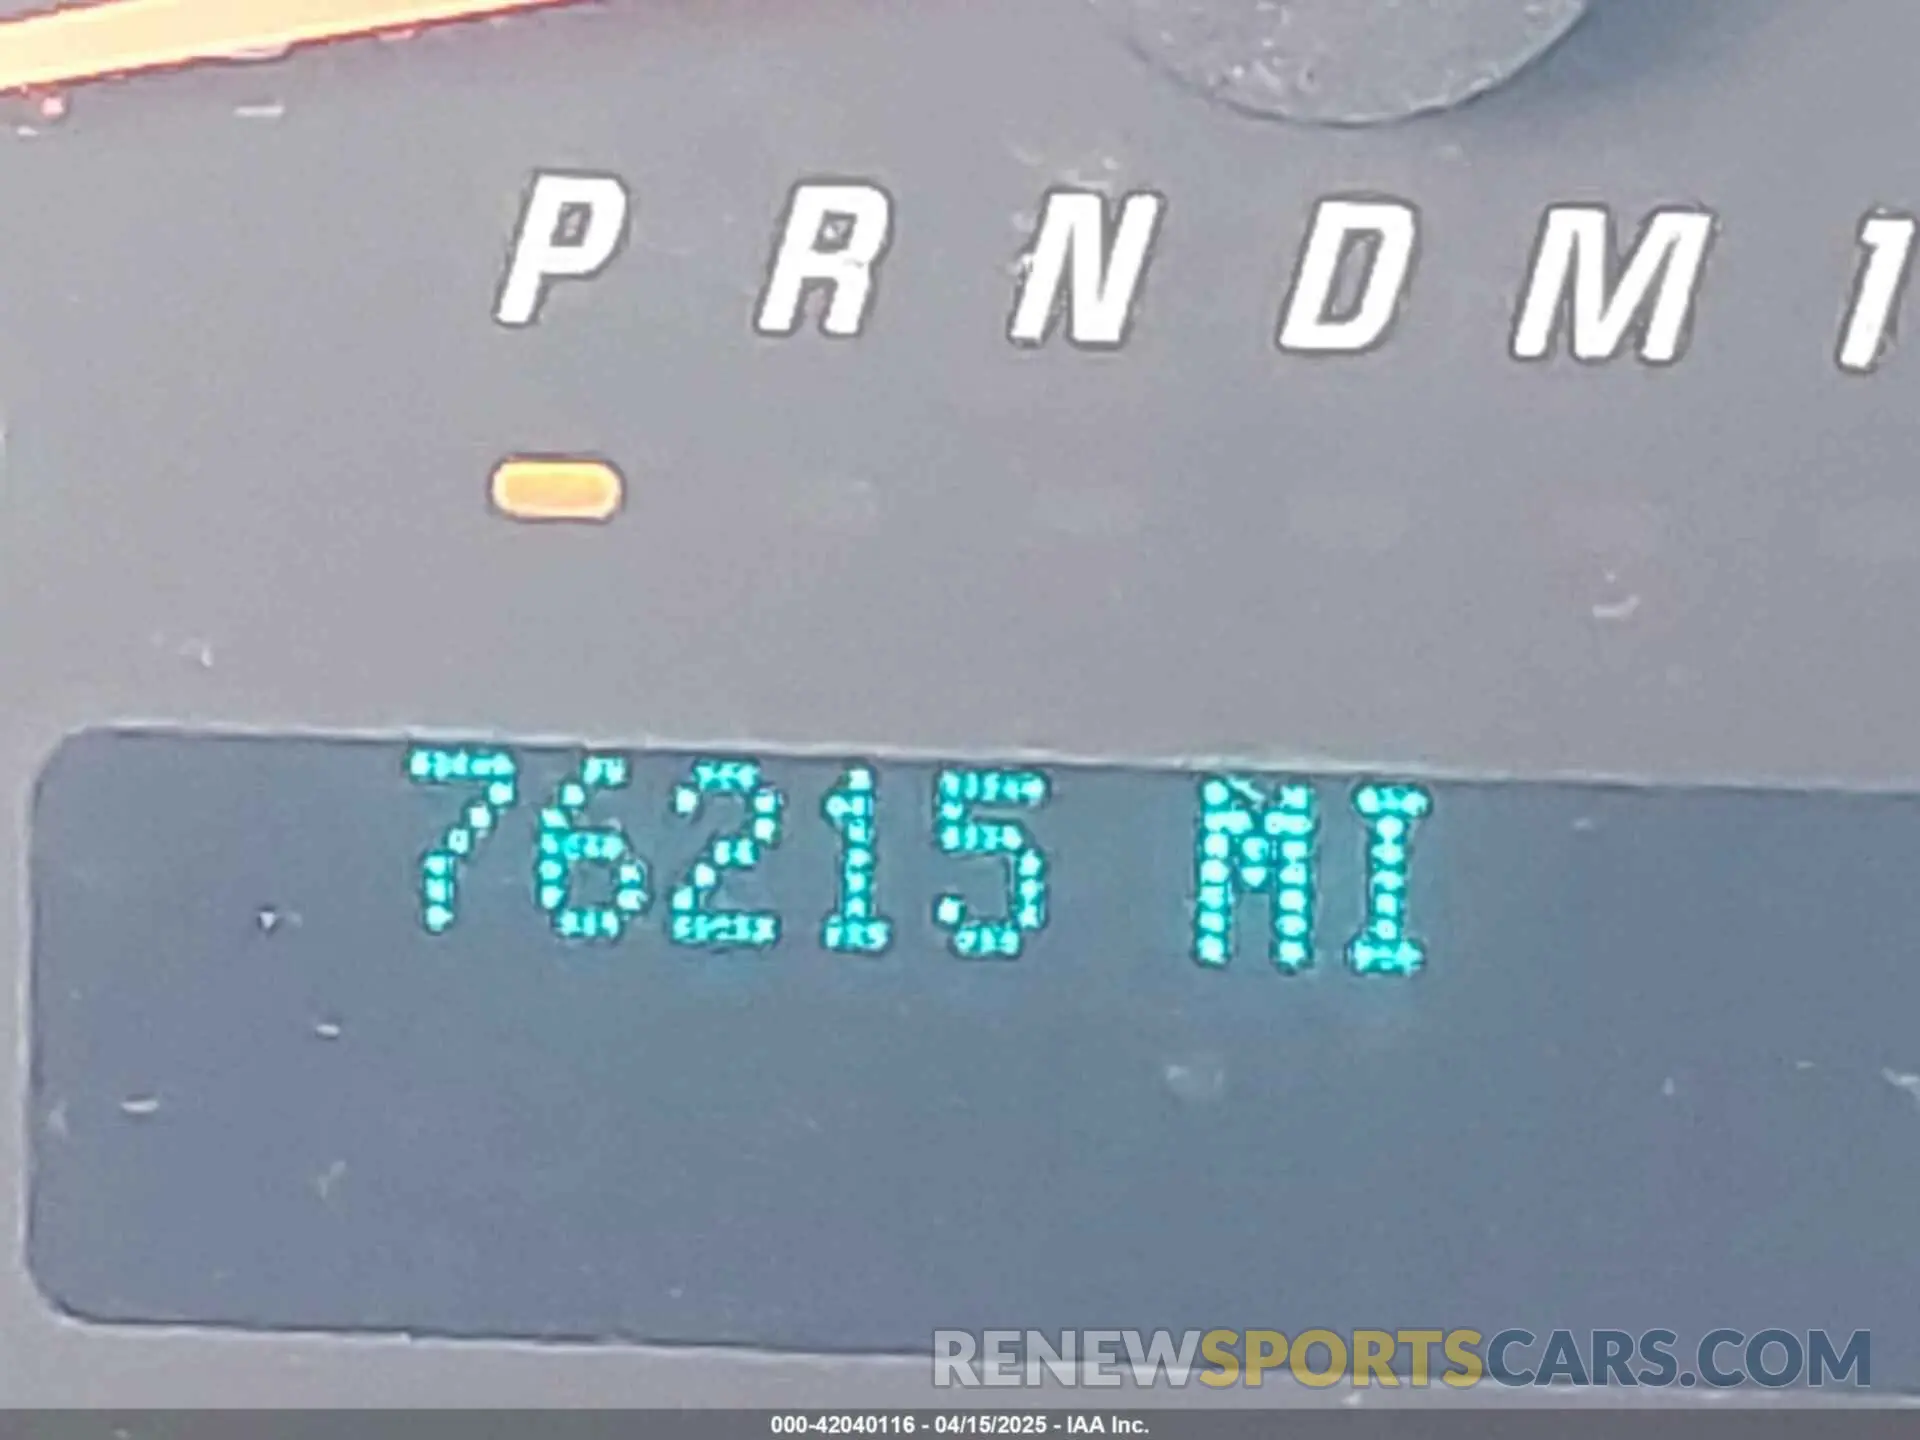 P R N D M 1
76215 MI
RENEWSPORTSCARS.COM
000-42040116 - 04/15/2025 - IAA Inc.